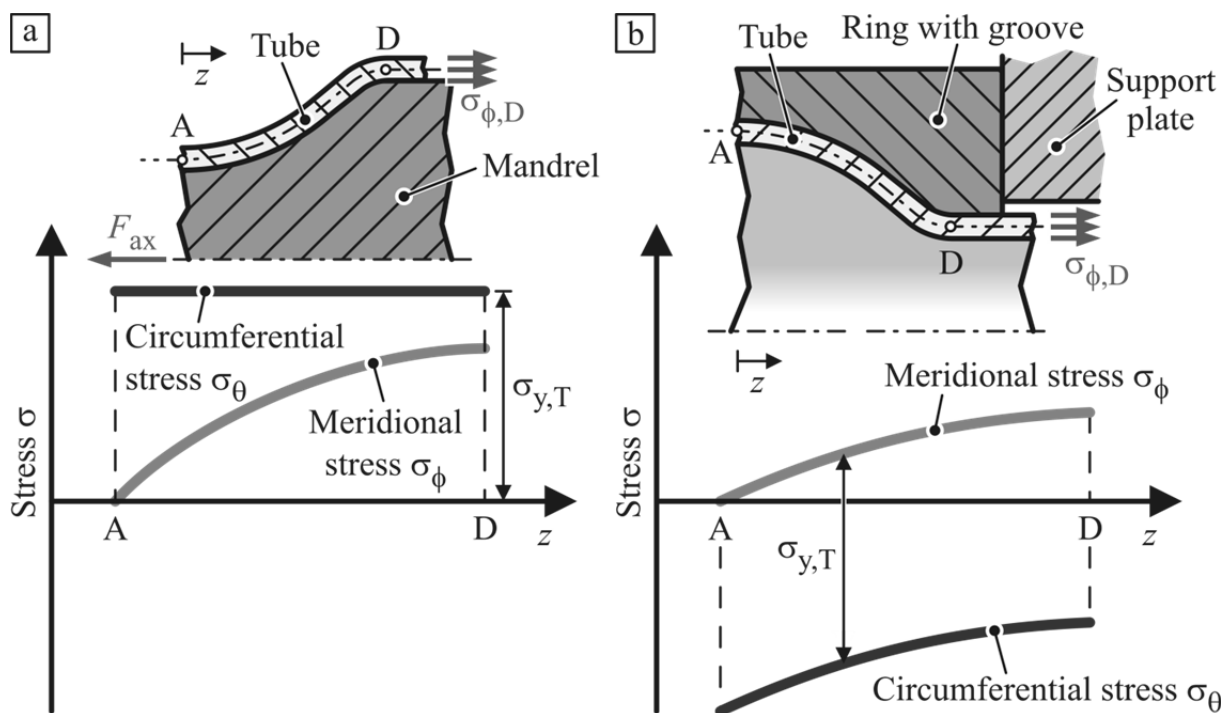 a
Tube
D
z
σϕ,D
A
Mandrel
Fax
Circumferential
stress σθ
σy,T
Meridional
stress σϕ
Stress σ
A
D
z
b
Tube
Ring with groove
Support
plate
A
D
σϕ,D
z
Meridional stress σϕ
Stress σ
A
D
z
σy,T
Circumferential stress σθ